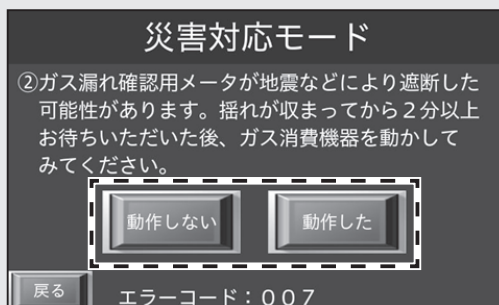 災害対応モード
②ガス漏れ確認用メータが地震などにより遮断した
可能性があります。揺れが収まってから２分以上
お待ちいただいた後、ガス消費機器を動かして
みてください。
動作しない 動作した
戻る エラーコード：００７